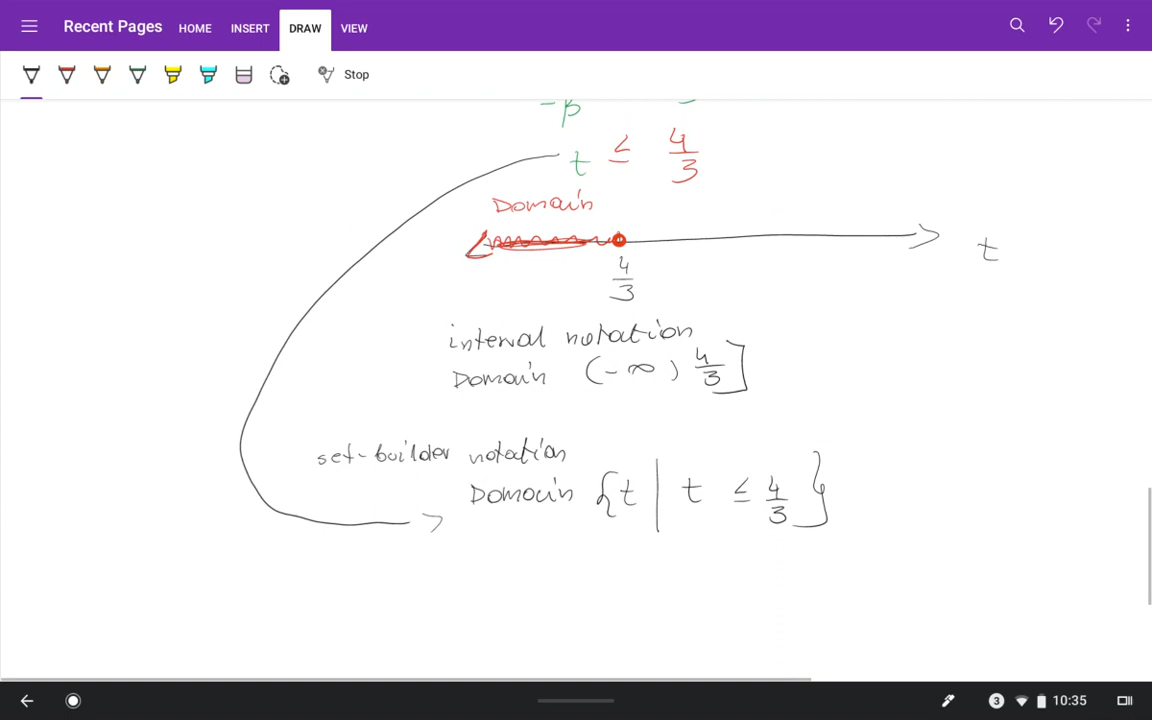 Recent Pages HOME INSERT DRAW VIEW
Stop
t ≤ 4/3
Domain
4/3
t
interval notation
Domain (-∞, 4/3]
set-builder notation
Domain {t | t ≤ 4/3}
3 10:35